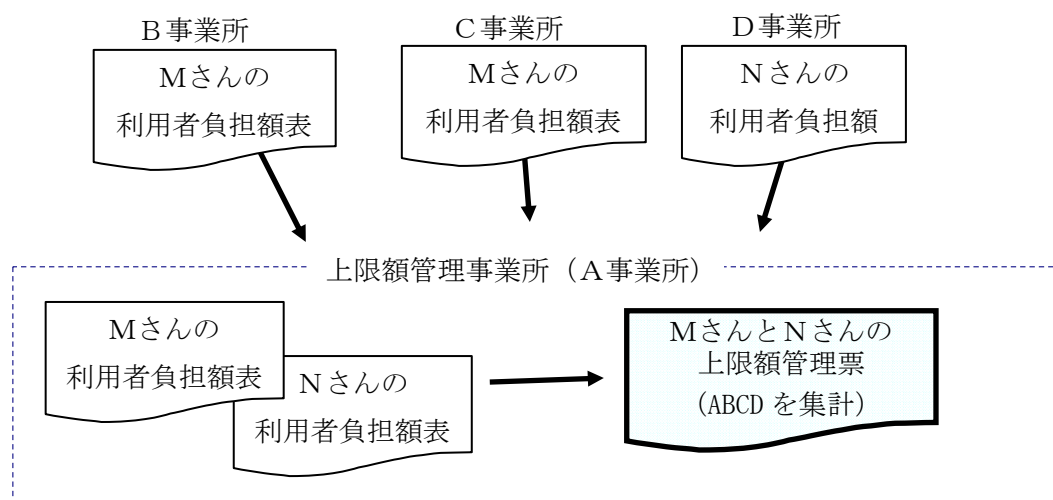 Ｂ事業所
Ｍさんの
利用者負担額表
Ｃ事業所
Ｍさんの
利用者負担額表
Ｄ事業所
Ｎさんの
利用者負担額
上限額管理事業所（Ａ事業所）
Ｍさんの
利用者負担額表
Ｎさんの
利用者負担額表
ＭさんとＮさんの
上限額管理票
（ABCD を集計）